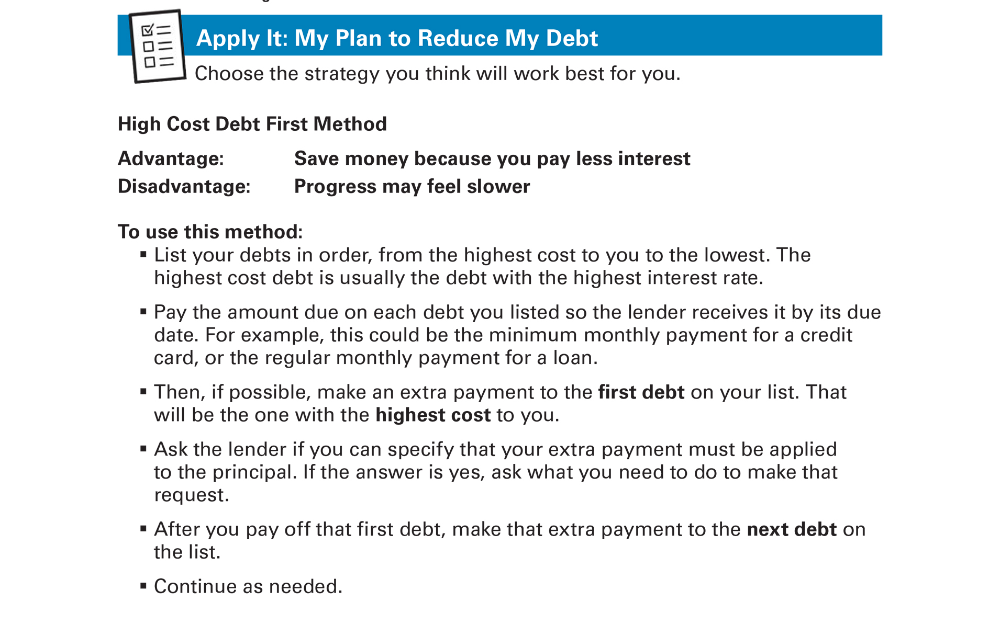 Apply It: My Plan to Reduce My Debt
Choose the strategy you think will work best for you.
High Cost Debt First Method
Advantage: Save money because you pay less interest
Disadvantage: Progress may feel slower
To use this method:
▪ List your debts in order, from the highest cost to you to the lowest. The
highest cost debt is usually the debt with the highest interest rate.
▪ Pay the amount due on each debt you listed so the lender receives it by its due
date. For example, this could be the minimum monthly payment for a credit
card, or the regular monthly payment for a loan.
▪ Then, if possible, make an extra payment to the first debt on your list. That
will be the one with the highest cost to you.
▪ Ask the lender if you can specify that your extra payment must be applied
to the principal. If the answer is yes, ask what you need to do to make that
request.
▪ After you pay off that first debt, make that extra payment to the next debt on
the list.
▪ Continue as needed.